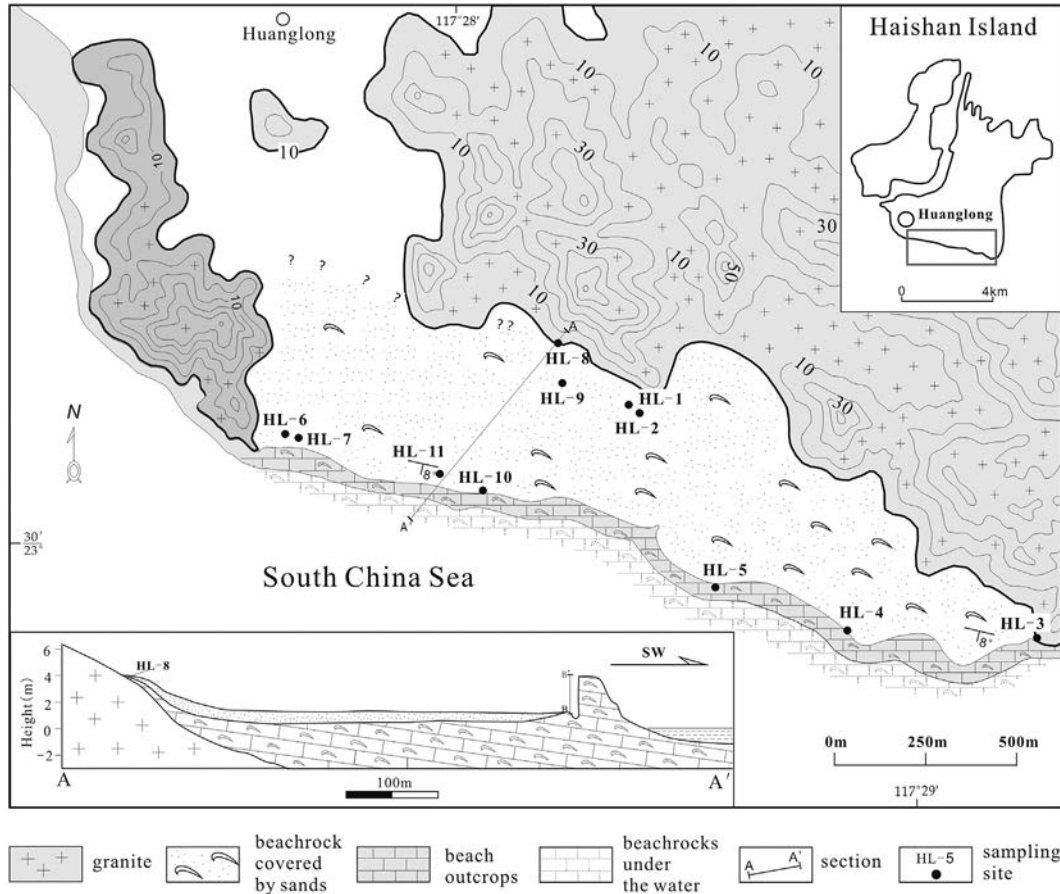 Huanglong
117°28′
Haishan Island
Huanglong
0 4km
10
10
10
10
10
10
30
30
30
10
50
10
10
30
10
10
10
30
? ? ? ?
? ?
A
HL-8
HL-9
HL-1
HL-2
HL-6
HL-7
HL-11
8°
HL-10
A′
N
30′
23°
South China Sea
HL-5
HL-4
HL-3
8°
0m 250m 500m
117°29′
Height(m)
6
4
2
0
−2
HL-8
B′
B
SW
A
A′
100m
granite
beachrock
covered
by sands
beach
outcrops
beachrocks
under
the water
A A′
section
HL-5
sampling
site